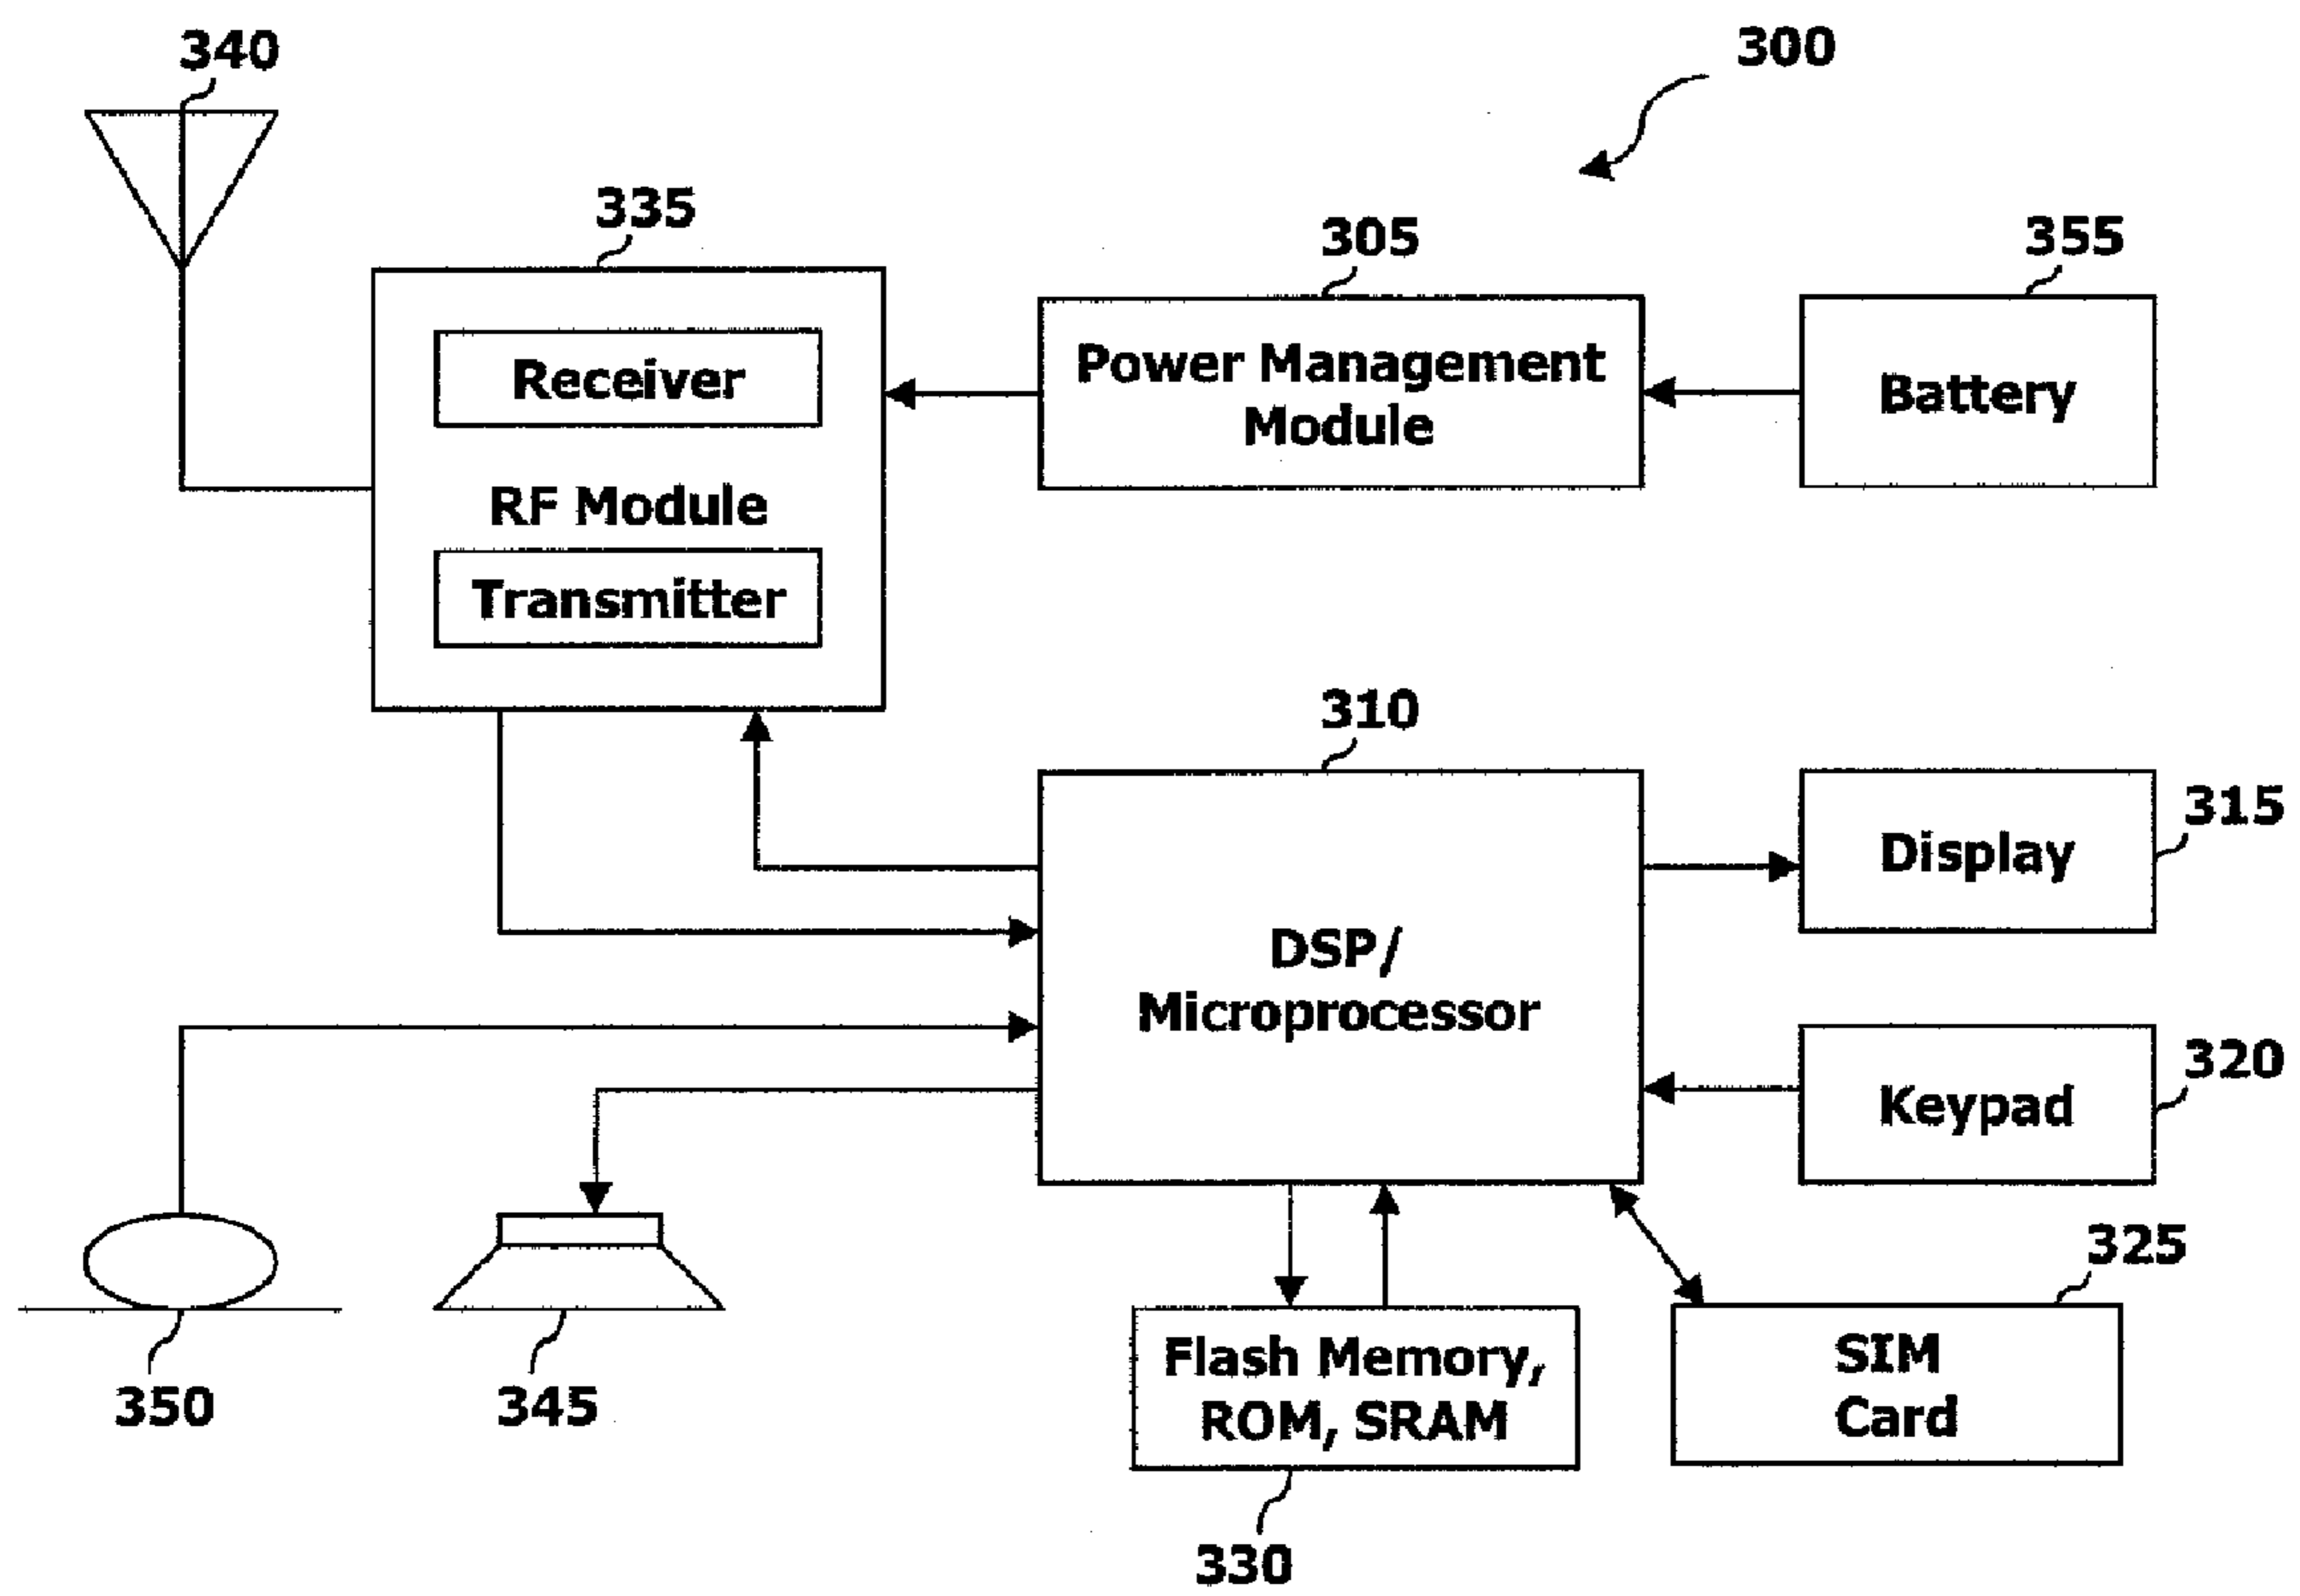 340
300
335
305
355
Receiver
Power Management
Module
Battery
RF Module
Transmitter
310
315
Display
DSP/
Microprocessor
320
Keypad
325
350
345
Flash Memory,
ROM, SRAM
SIM
Card
330